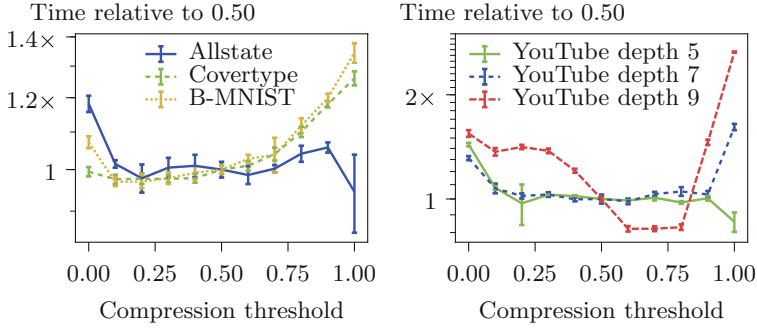 Time relative to 0.50
1.4×
1.2×
1
Allstate
Covertype
B-MNIST
0.00 0.25 0.50 0.75 1.00
Compression threshold
Time relative to 0.50
2×
1
YouTube depth 5
YouTube depth 7
YouTube depth 9
0.00 0.25 0.50 0.75 1.00
Compression threshold